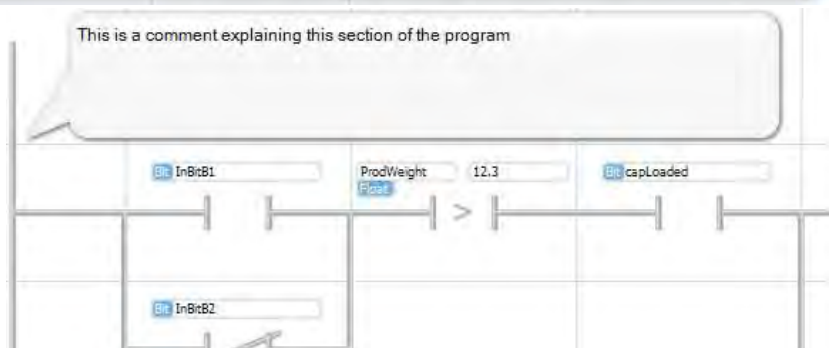 This is a comment explaining this section of the program
Bit InBitB1
ProdWeight 12.3
Float
Bit capLoaded
>
Bit InBitB2